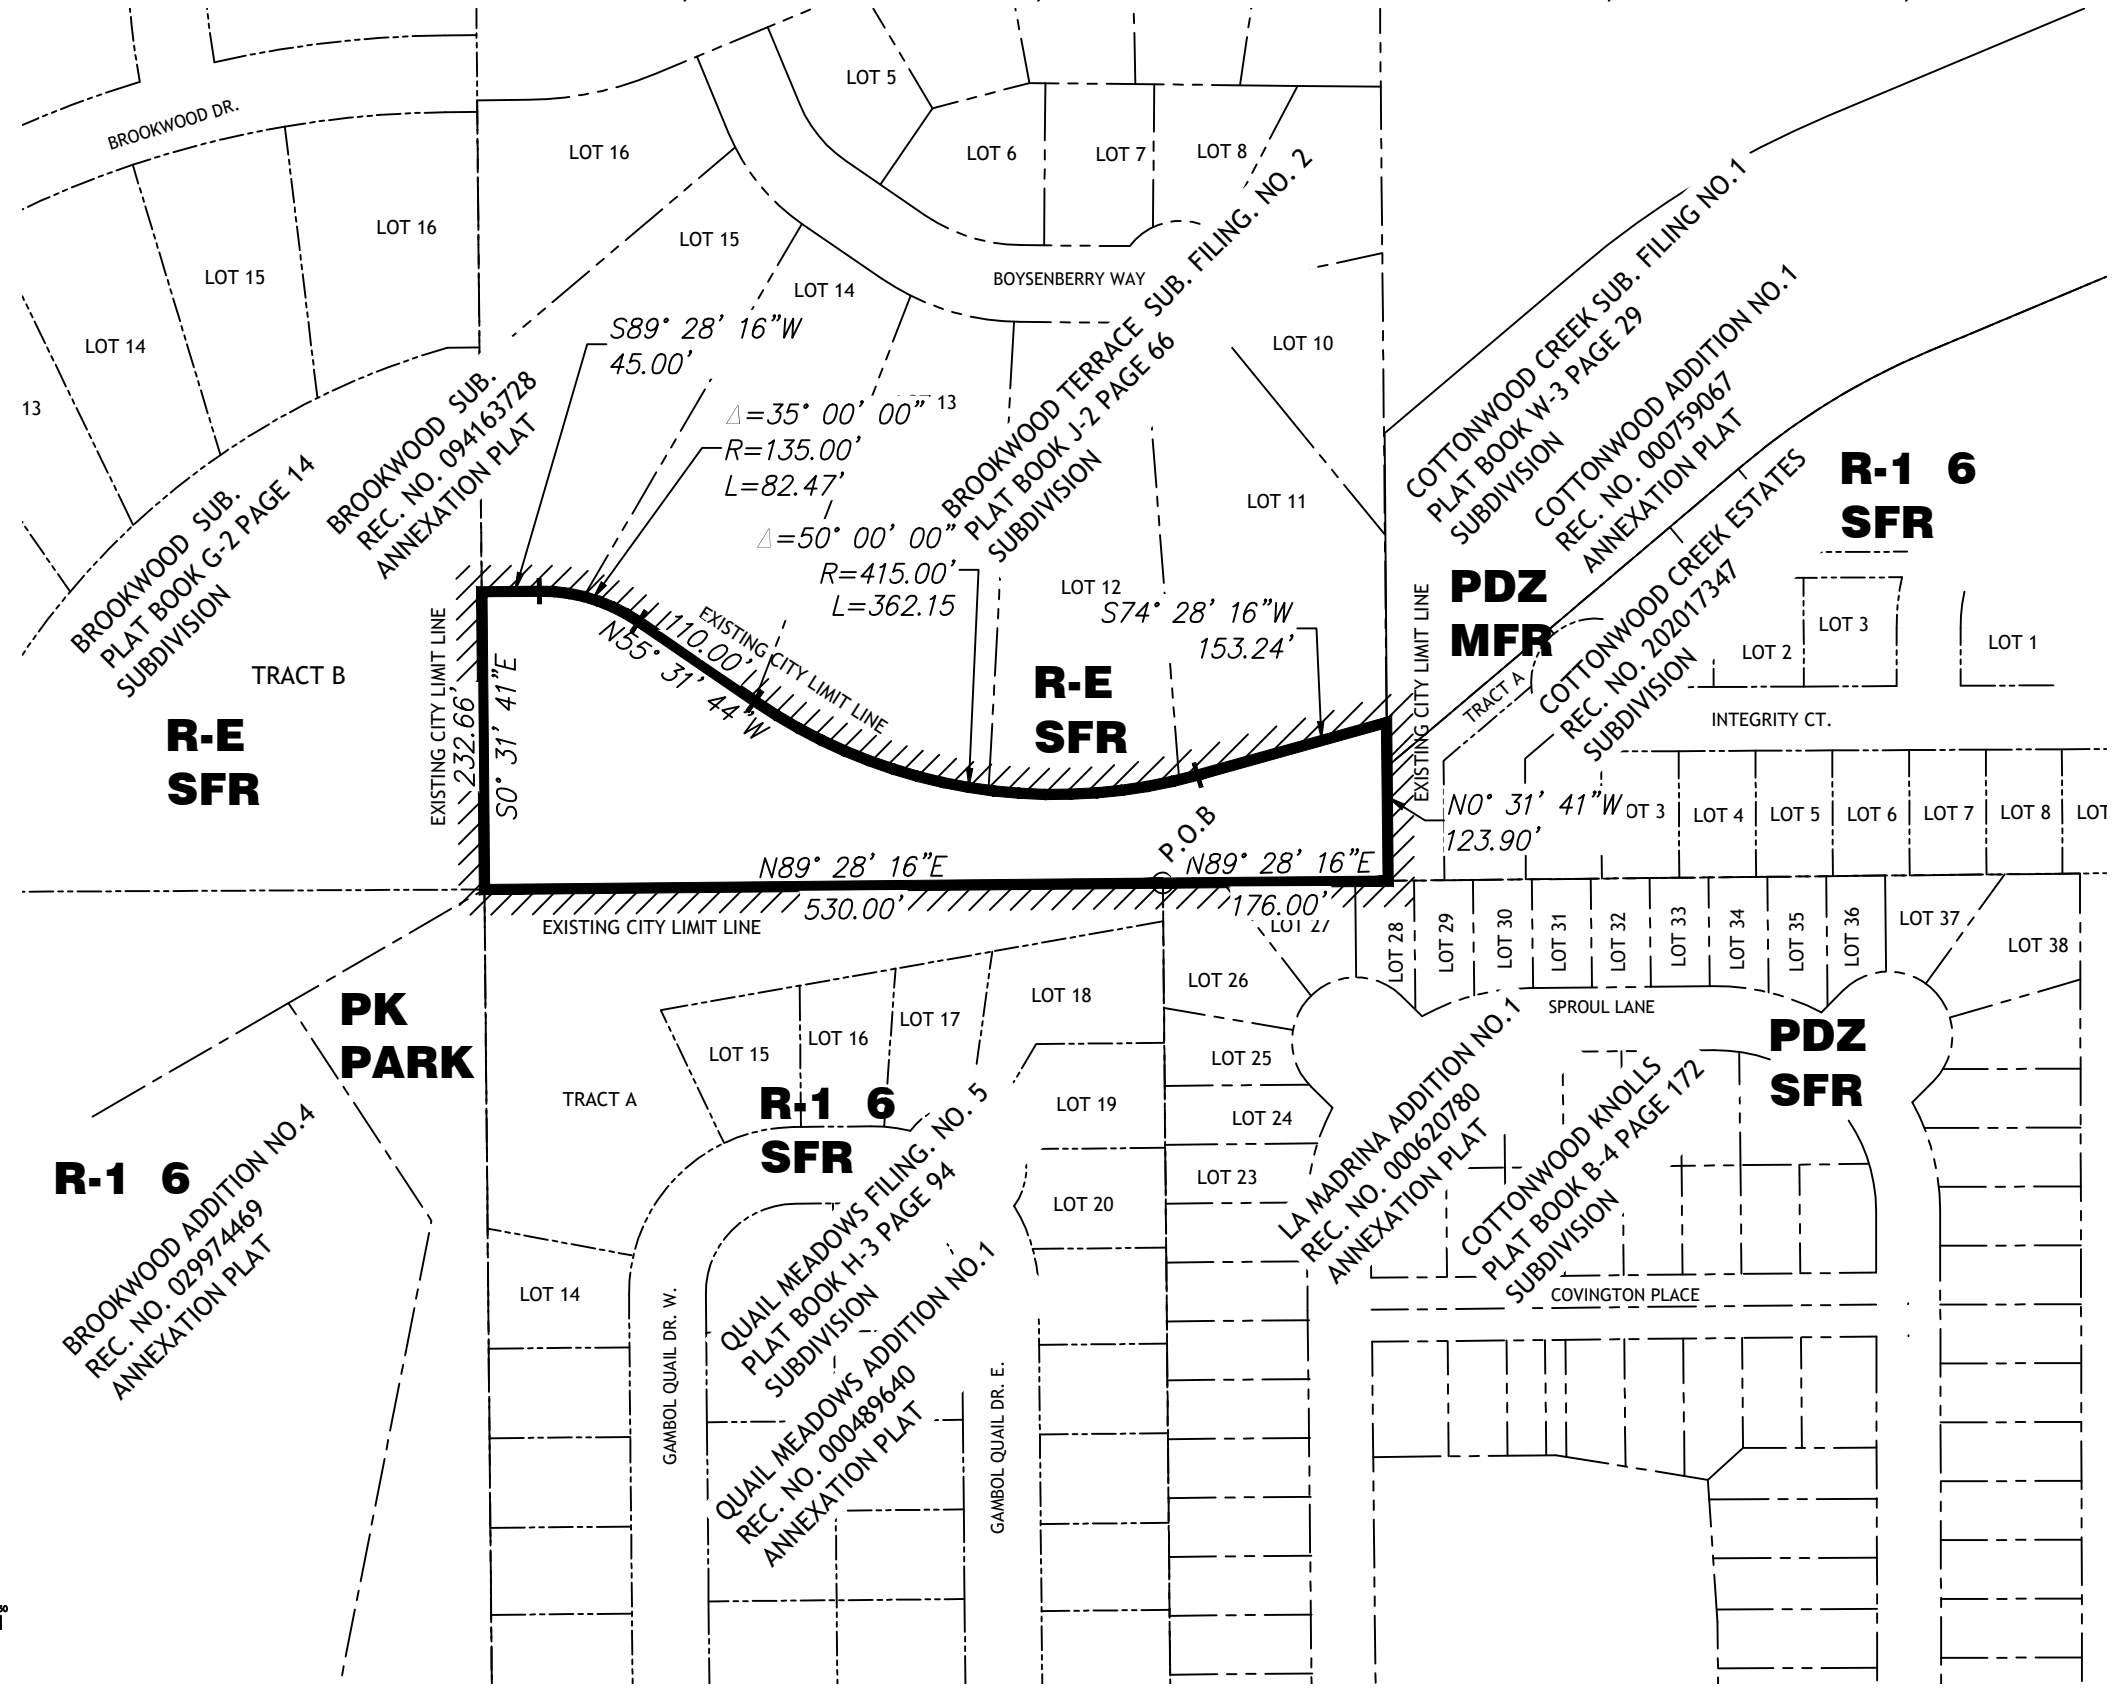 BROOKWOOD DR.
LOT 5
LOT 16
LOT 6
LOT 7
LOT 8
LOT 16
LOT 15
LOT 15
LOT 14
BOYSENBERRY WAY
LOT 14
LOT 10
13
13
LOT 11
LOT 12
S89° 28' 16"W
45.00'
Δ=35° 00' 00"
R=135.00'
L=82.47'
Δ=50° 00' 00"
R=415.00'
L=362.15
S74° 28' 16"W
153.24'
BROOKWOOD TERRACE SUB. FILING. NO. 2
PLAT BOOK J-2 PAGE 66
SUBDIVISION
COTTONWOOD CREEK SUB. FILING NO.1
PLAT BOOK W-3 PAGE 29
SUBDIVISION
COTTONWOOD ADDITION NO.1
REC. NO. 000759067
ANNEXATION PLAT
COTTONWOOD CREEK ESTATES
REC. NO. 202017347
SUBDIVISION
BROOKWOOD SUB.
REC. NO. 094163728
ANNEXATION PLAT
BROOKWOOD SUB.
PLAT BOOK G-2 PAGE 14
SUBDIVISION
R-1 6
SFR
PDZ
MFR
R-E
SFR
TRACT B
R-E
SFR
EXISTING CITY LIMIT LINE
232.66'
S0° 31' 41"E
110.00'
N55° 31' 44"W
EXISTING CITY LIMIT LINE
EXISTING CITY LIMIT LINE
TRACT A
LOT 2
LOT 3
LOT 1
INTEGRITY CT.
N0° 31' 41"W
123.90'
OT 3
LOT 4
LOT 5
LOT 6
LOT 7
LOT 8
LOT
P.O.B
N89° 28' 16"E
530.00'
N89° 28' 16"E
176.00'
EXISTING CITY LIMIT LINE
LOT 27
LOT 28
LOT 29
LOT 30
LOT 31
LOT 32
LOT 33
LOT 34
LOT 35
LOT 36
LOT 37
LOT 38
PK
PARK
LOT 18
LOT 26
SPROUL LANE
LOT 15
LOT 16
LOT 17
LOT 25
PDZ
SFR
TRACT A
R-1 6
SFR
LOT 19
LOT 24
LOT 23
LOT 20
R-1 6
BROOKWOOD ADDITION NO.4
REC. NO. 029974469
ANNEXATION PLAT
LOT 14
QUAIL MEADOWS FILING. NO. 5
PLAT BOOK H-3 PAGE 94
SUBDIVISION
QUAIL MEADOWS ADDITION NO.1
REC. NO. 000489640
ANNEXATION PLAT
LA MADRINA ADDITION NO.1
REC. NO. 000620780
ANNEXATION PLAT
COTTONWOOD KNOLLS
PLAT BOOK B-4 PAGE 172
SUBDIVISION
COVINGTON PLACE
GAMBOL QUAIL DR. W.
GAMBOL QUAIL DR. E.